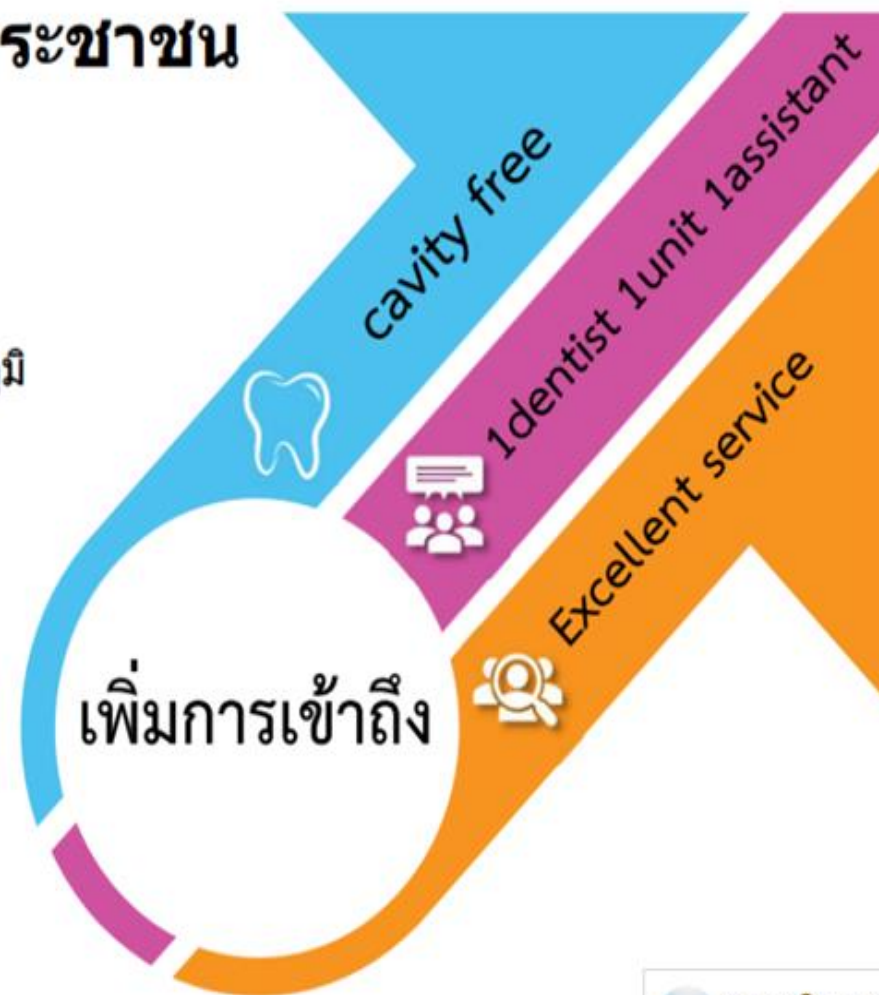 ระชาชน
cavity free
1dentist 1unit 1assistant
มิ
Excellent service
เพิ่มการเข้าถึง